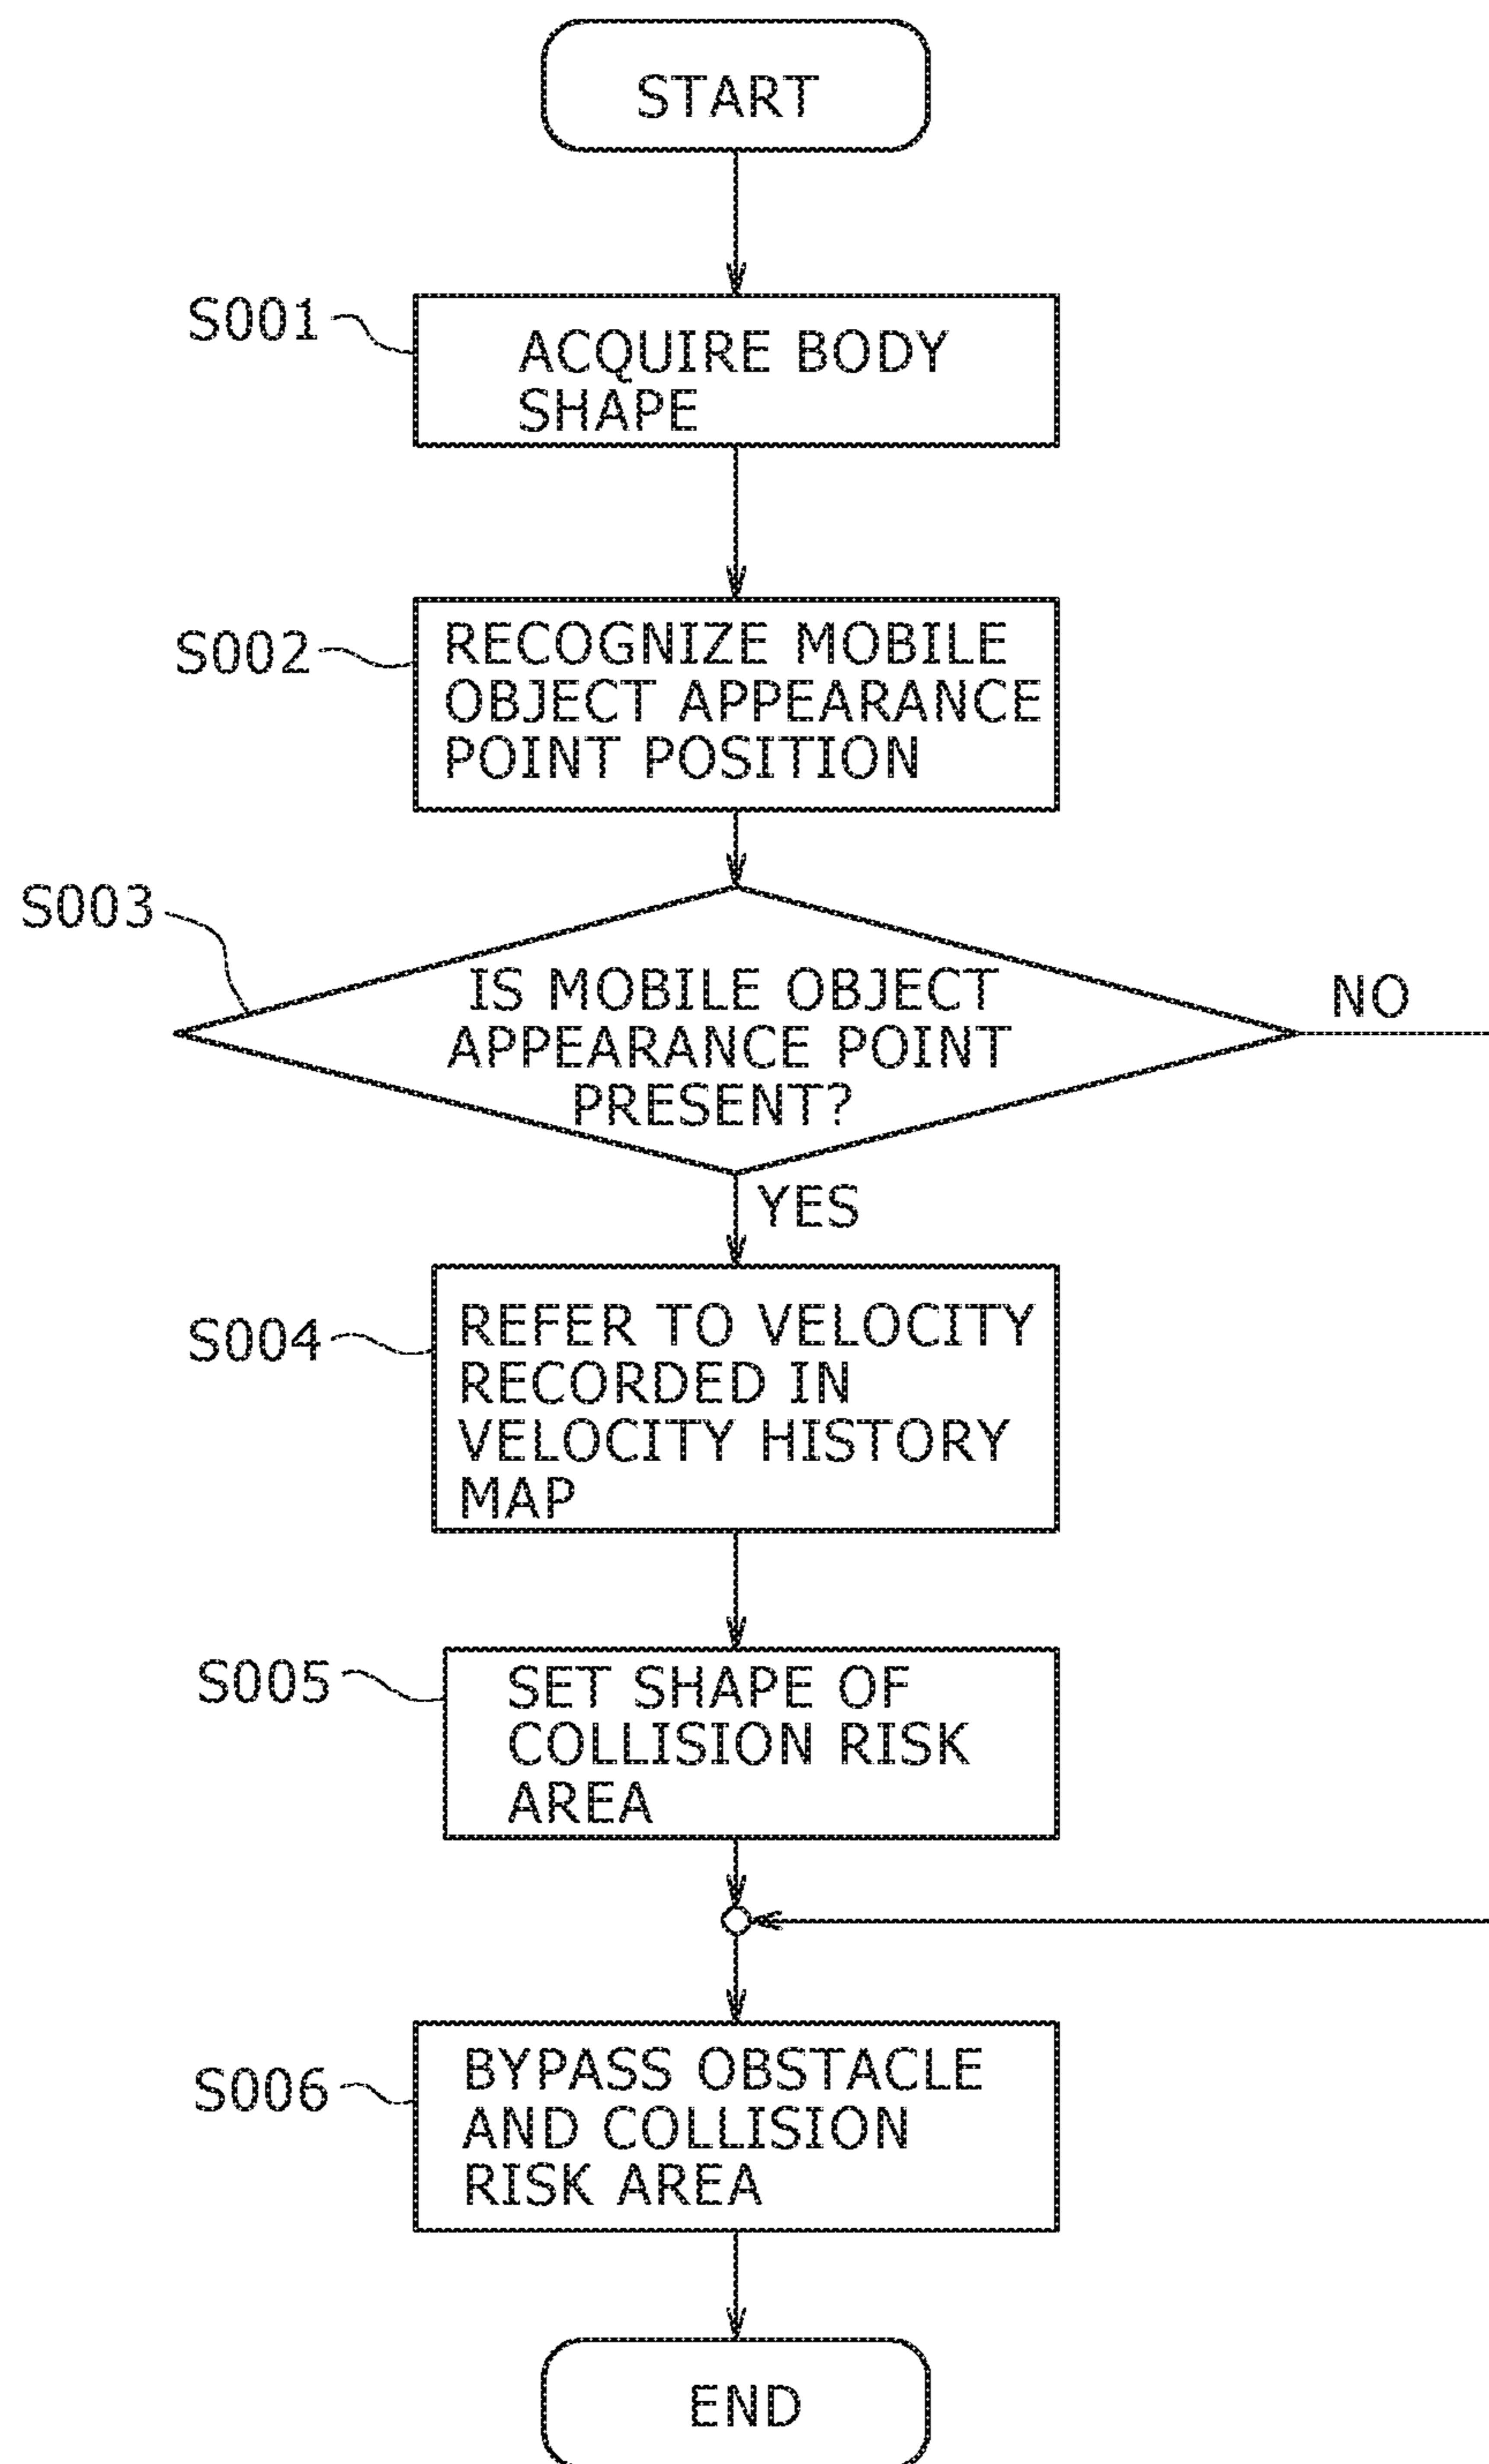 START
S001
ACQUIRE BODY
SHAPE
S002
RECOGNIZE MOBILE
OBJECT APPEARANCE
POINT POSITION
S003
IS MOBILE OBJECT
APPEARANCE POINT
PRESENT?
NO
YES
S004
REFER TO VELOCITY
RECORDED IN
VELOCITY HISTORY
MAP
S005
SET SHAPE OF
COLLISION RISK
AREA
S006
BYPASS OBSTACLE
AND COLLISION
RISK AREA
END